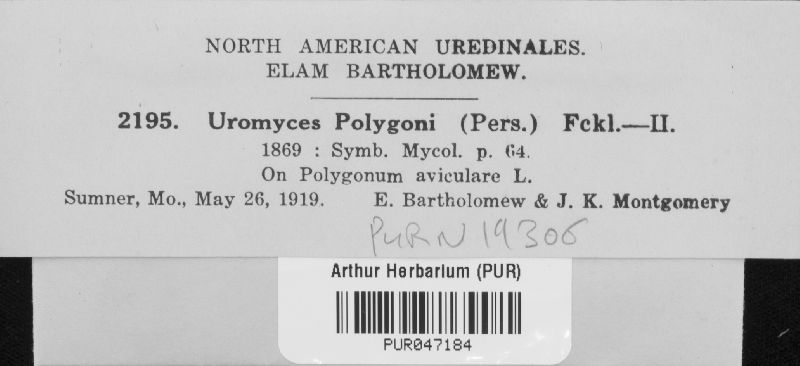 NORTH AMERICAN UREDINALES.
ELAM BARTHOLOMEW.
2195. Uromyces Polygoni (Pers.) Fckl.—II.
1869 : Symb. Mycol. p. 64.
On Polygonum aviculare L.
Sumner, Mo., May 26, 1919. E. Bartholomew & J. K. Montgomery
PUR N 19306
Arthur Herbarium (PUR)
PUR047184